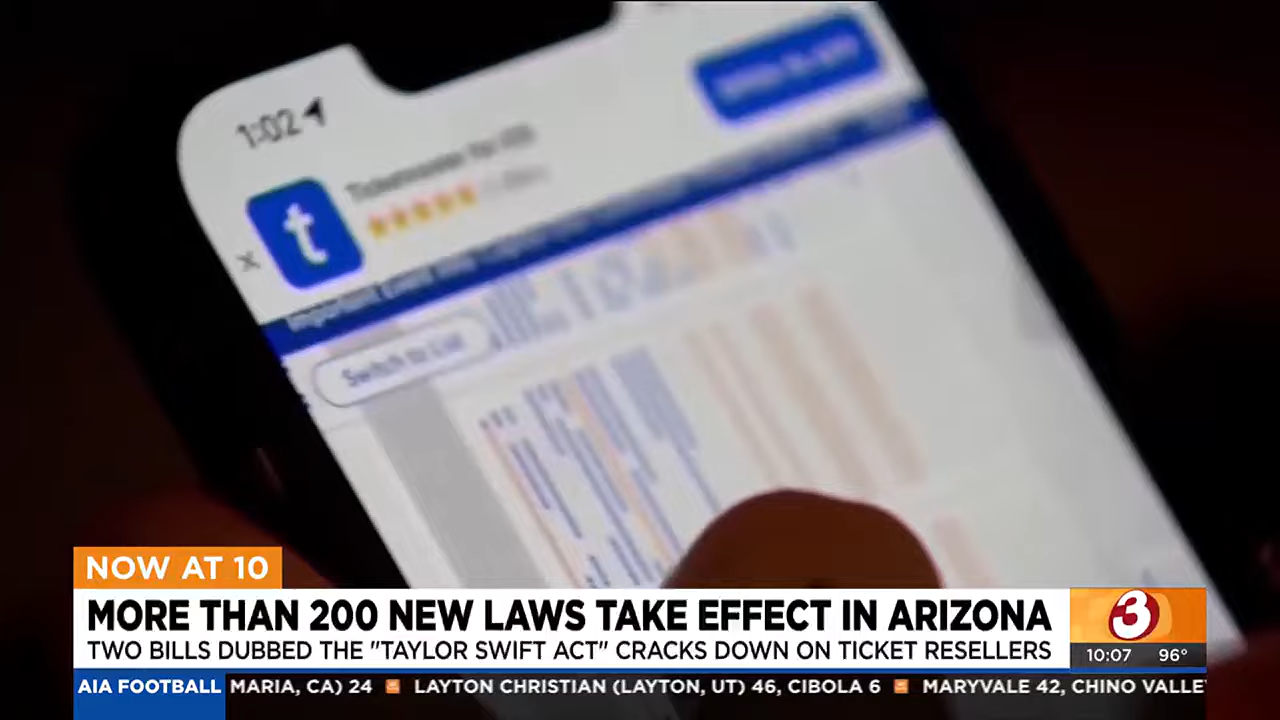 1:02
t
Switch to List
NOW AT 10
MORE THAN 200 NEW LAWS TAKE EFFECT IN ARIZONA
TWO BILLS DUBBED THE "TAYLOR SWIFT ACT" CRACKS DOWN ON TICKET RESELLERS
3
10:07 96°
AIA FOOTBALL MARIA, CA) 24 LAYTON CHRISTIAN (LAYTON, UT) 46, CIBOLA 6 MARYVALE 42, CHINO VALLEY